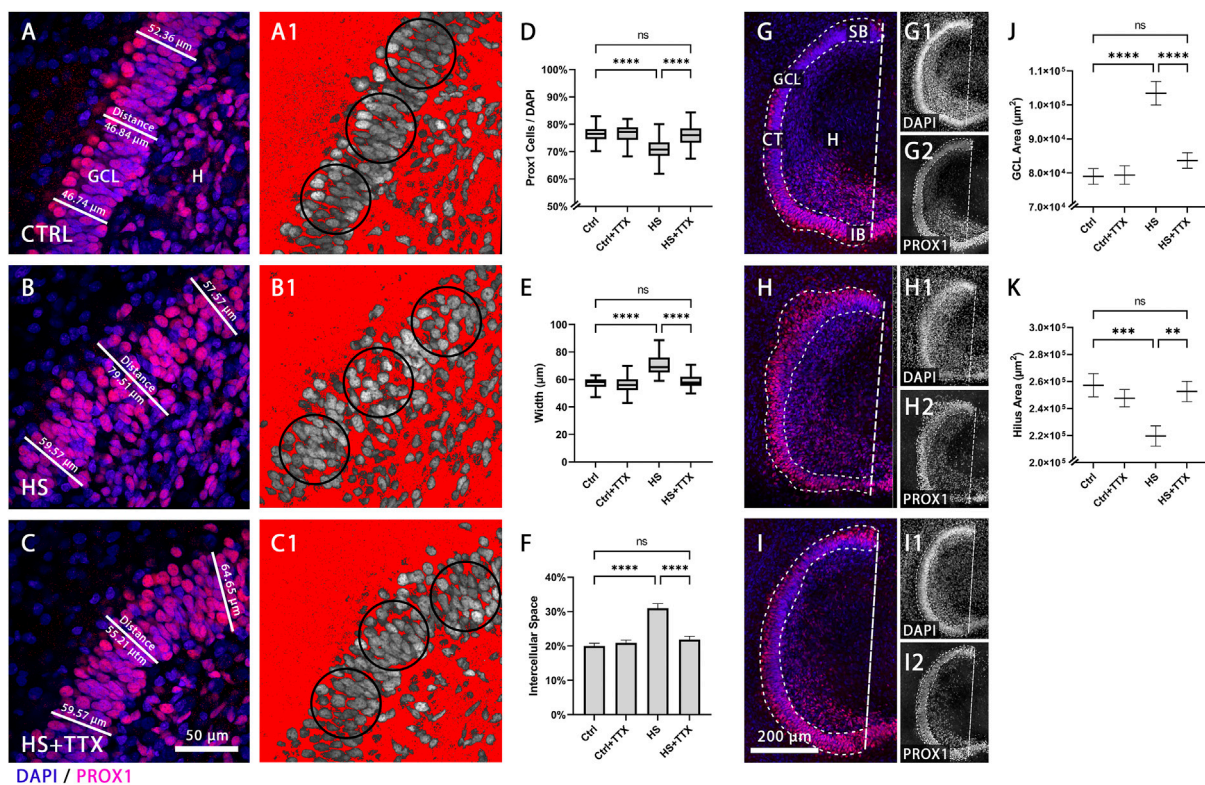 A
52.36 µm
Distance
46.84 µm
GCL
H
46.74 µm
CTRL
A1
B
57.57 µm
Distance
79.51 µm
59.57 µm
HS
B1
C
64.65 µm
Distance
55.21 µtm
59.57 µm
HS+TTX
50 µm
C1
DAPI / PROX1
D
ns
**** ****
100%
90%
80%
70%
60%
50%
Prox1 Cells / DAPI
Ctrl
Ctrl+TTX
HS
HS+TTX
E
ns
**** ****
100
80
60
40
20
0
Width (µm)
Ctrl
Ctrl+TTX
HS
HS+TTX
F
ns
**** ****
40%
30%
20%
10%
0%
Intercellular Space
Ctrl
Ctrl+TTX
HS
HS+TTX
G
SB
GCL
CT
H
IB
G1
DAPI
G2
PROX1
H
H1
DAPI
H2
PROX1
I
200 µm
I1
DAPI
I2
PROX1
J
ns
**** ****
1.1×10⁵
1.0×10⁵
9.0×10⁴
8.0×10⁴
7.0×10⁴
GCL Area (µm²)
Ctrl
Ctrl+TTX
HS
HS+TTX
K
ns
*** **
3.0×10⁵
2.8×10⁵
2.6×10⁵
2.4×10⁵
2.2×10⁵
2.0×10⁵
Hilus Area (µm²)
Ctrl
Ctrl+TTX
HS
HS+TTX